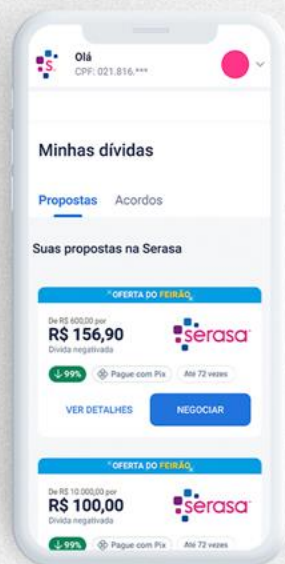 Olá
CPF: 021.816.***
Minhas dívidas
Propostas Acordos
Suas propostas na Serasa
OFERTA DO FEIRÃO
De R$ 600,00 por
R$ 156,90
Dívida negativada
serasa
↓99% Pague com Pix Até 72 vezes
VER DETALHES NEGOCIAR
OFERTA DO FEIRÃO
De R$ 10.000,00 por
R$ 100,00
Dívida negativada
serasa
↓99% Pague com Pix Até 72 vezes